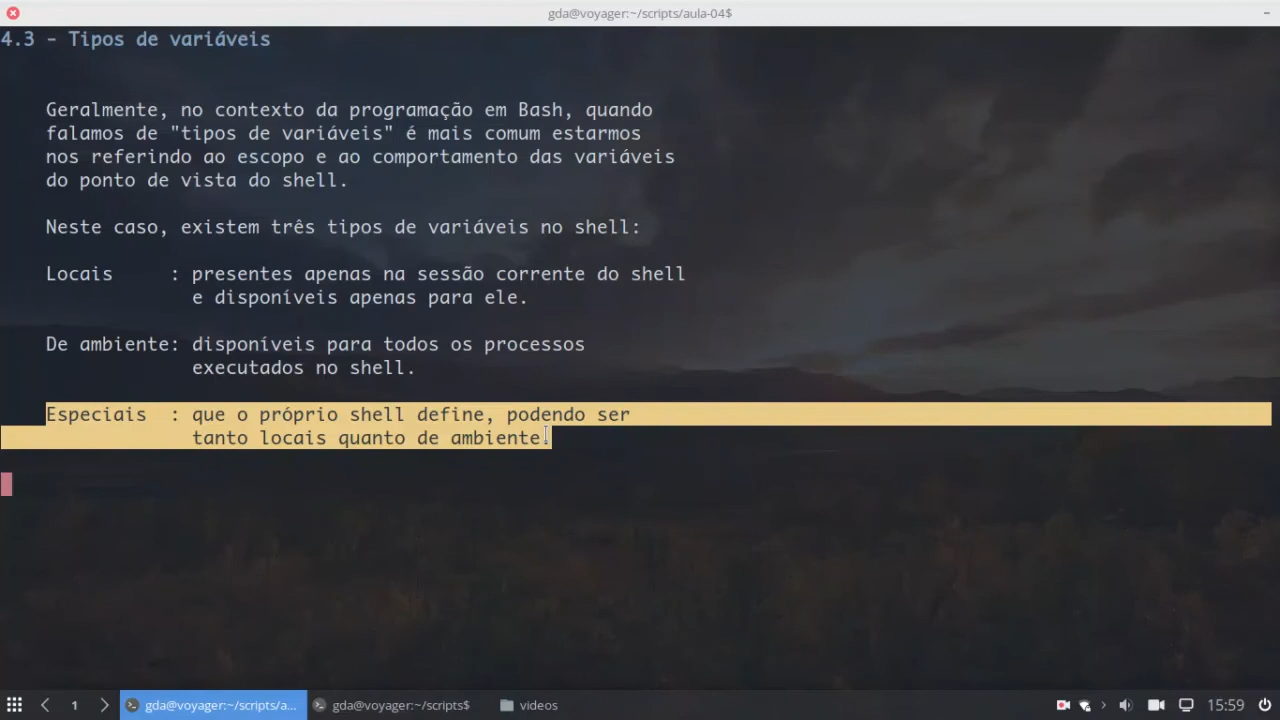 gda@voyager:~/scripts/aula-04$
4.3 - Tipos de variáveis
Geralmente, no contexto da programação em Bash, quando
falamos de "tipos de variáveis" é mais comum estarmos
nos referindo ao escopo e ao comportamento das variáveis
do ponto de vista do shell.
Neste caso, existem três tipos de variáveis no shell:
Locais : presentes apenas na sessão corrente do shell
e disponíveis apenas para ele.
De ambiente: disponíveis para todos os processos
executados no shell.
Especiais : que o próprio shell define, podendo ser
tanto locais quanto de ambiente.
1 gda@voyager:~/scripts/a... gda@voyager:~/scripts$ videos 15:59